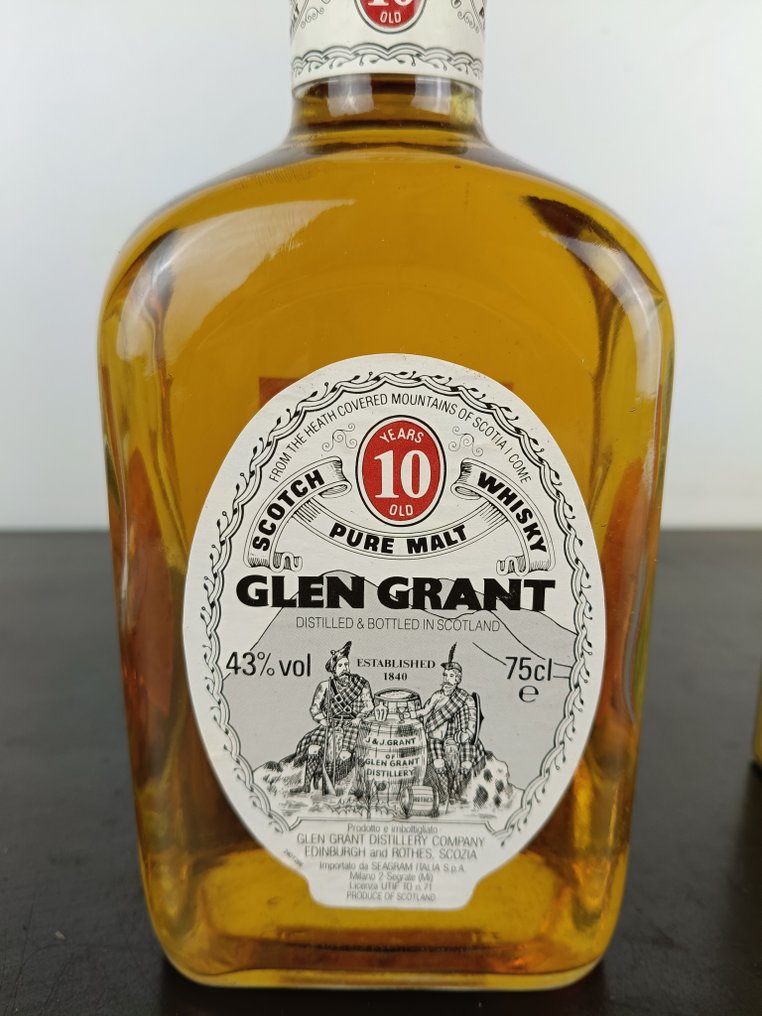 10
OLD
FROM THE HEATH COVERED MOUNTAINS OF SCOTIA I COME
YEARS
10
OLD
SCOTCH WHISKY
PURE MALT
GLEN GRANT
DISTILLED & BOTTLED IN SCOTLAND
43% vol
ESTABLISHED
1840
75cl
e
J & J. GRANT
OF
GLEN GRANT
DISTILLERY
ROTHES
Prodotto e imbottigliato
GLEN GRANT DISTILLERY COMPANY
EDINBURGH and ROTHES, SCOZIA
Importato da SEAGRAM ITALIA S.p.A.
Milano 2-Segrate (Mi)
Licenza UTIF 10 n. 71
PRODUCE OF SCOTLAND